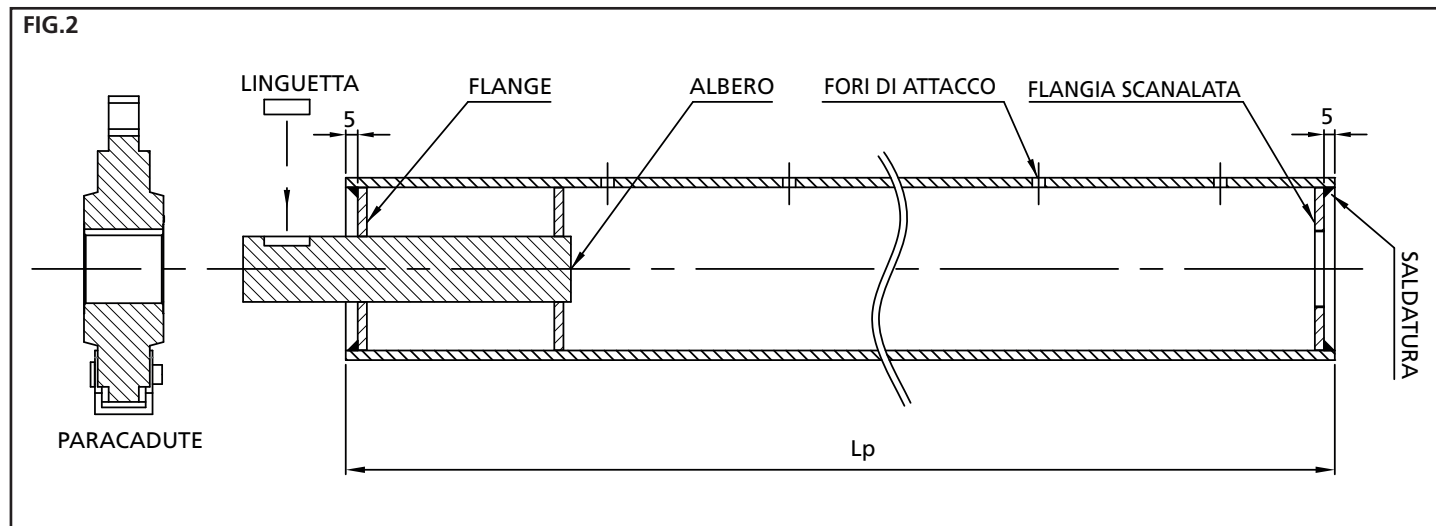 FIG.2
LINGUETTA
FLANGE
ALBERO
FORI DI ATTACCO
FLANGIA SCANALATA
5
5
SALDATURA
PARACADUTE
Lp